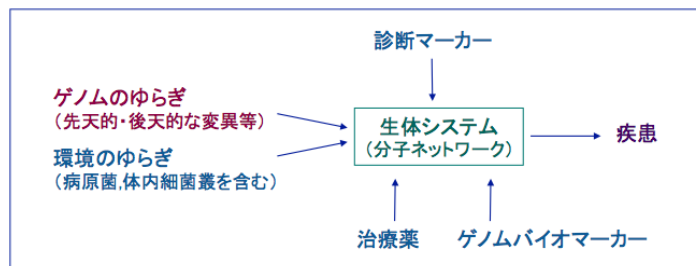 診断マーカー
ゲノムのゆらぎ
(先天的・後天的な変異等)
環境のゆらぎ
(病原菌,体内細菌叢を含む)
生体システム
(分子ネットワーク)
疾患
治療薬
ゲノムバイオマーカー